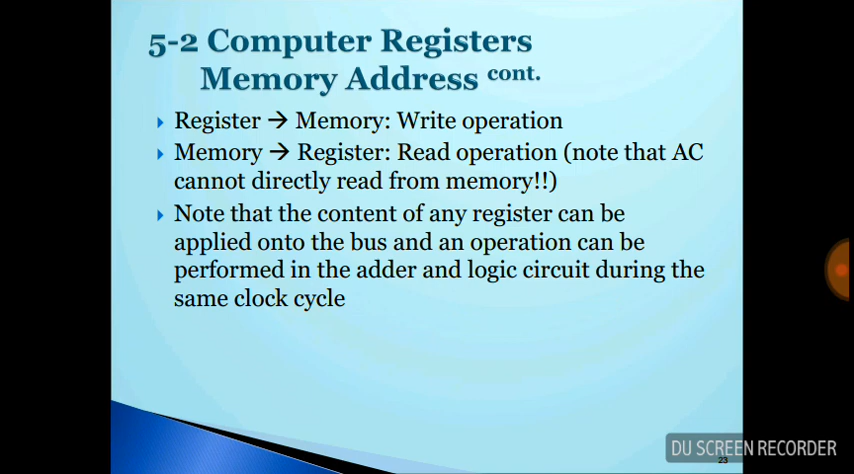 5-2 Computer Registers
Memory Address cont.
Register → Memory: Write operation
Memory → Register: Read operation (note that AC
cannot directly read from memory!!)
Note that the content of any register can be
applied onto the bus and an operation can be
performed in the adder and logic circuit during the
same clock cycle
DU SCREEN RECORDER
23